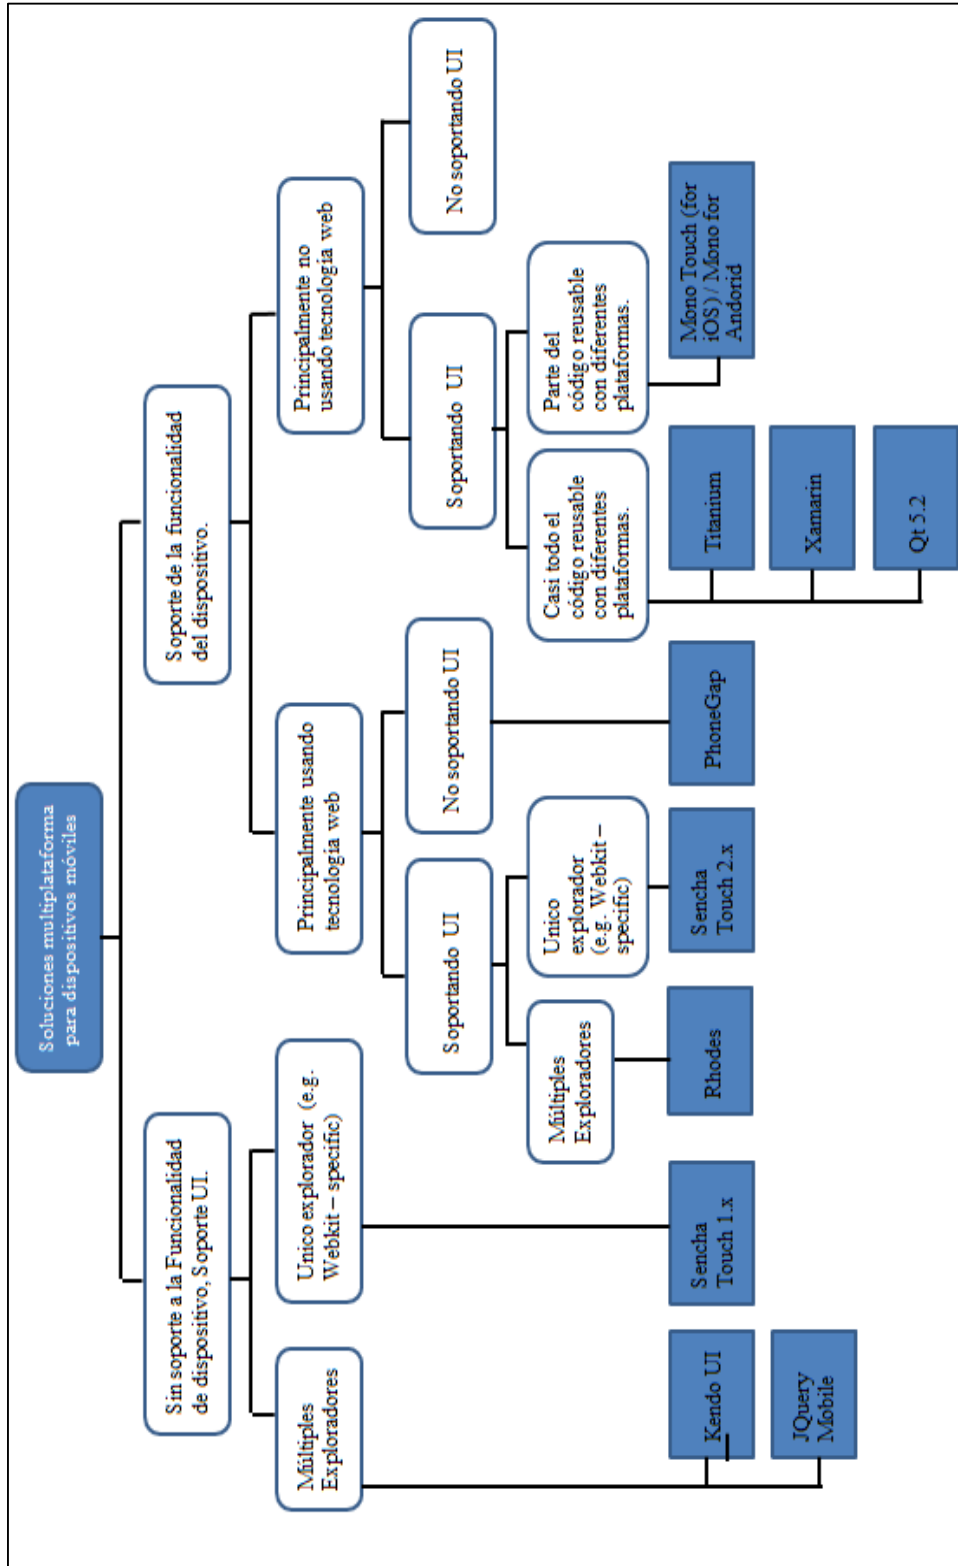 Soluciones multiplataforma
para dispositivos móviles
Sin soporte a la Funcionalidad
de dispositivo, Soporte UI.
Soporte de la funcionalidad
del dispositivo.
Múltiples
Exploradores
Unico explorador (e.g.
Webkit – specific)
Principalmente usando
tecnología web
Principalmente no
usando tecnología web
Soportando UI
No soportando UI
Soportando UI
No soportando UI
Múltiples
Exploradores
Unico
explorador
(e.g. Webkit –
specific)
Casi todo el
código reusable
con diferentes
plataformas.
Parte del
código reusable
con diferentes
plataformas.
Kendo UI
JQuery
Mobile
Sencha
Touch 1.x
Rhodes
Sencha
Touch 2.x
PhoneGap
Titanium
Xamarin
Qt 5.2
Mono Touch (for
iOS) / Mono for
Andorid